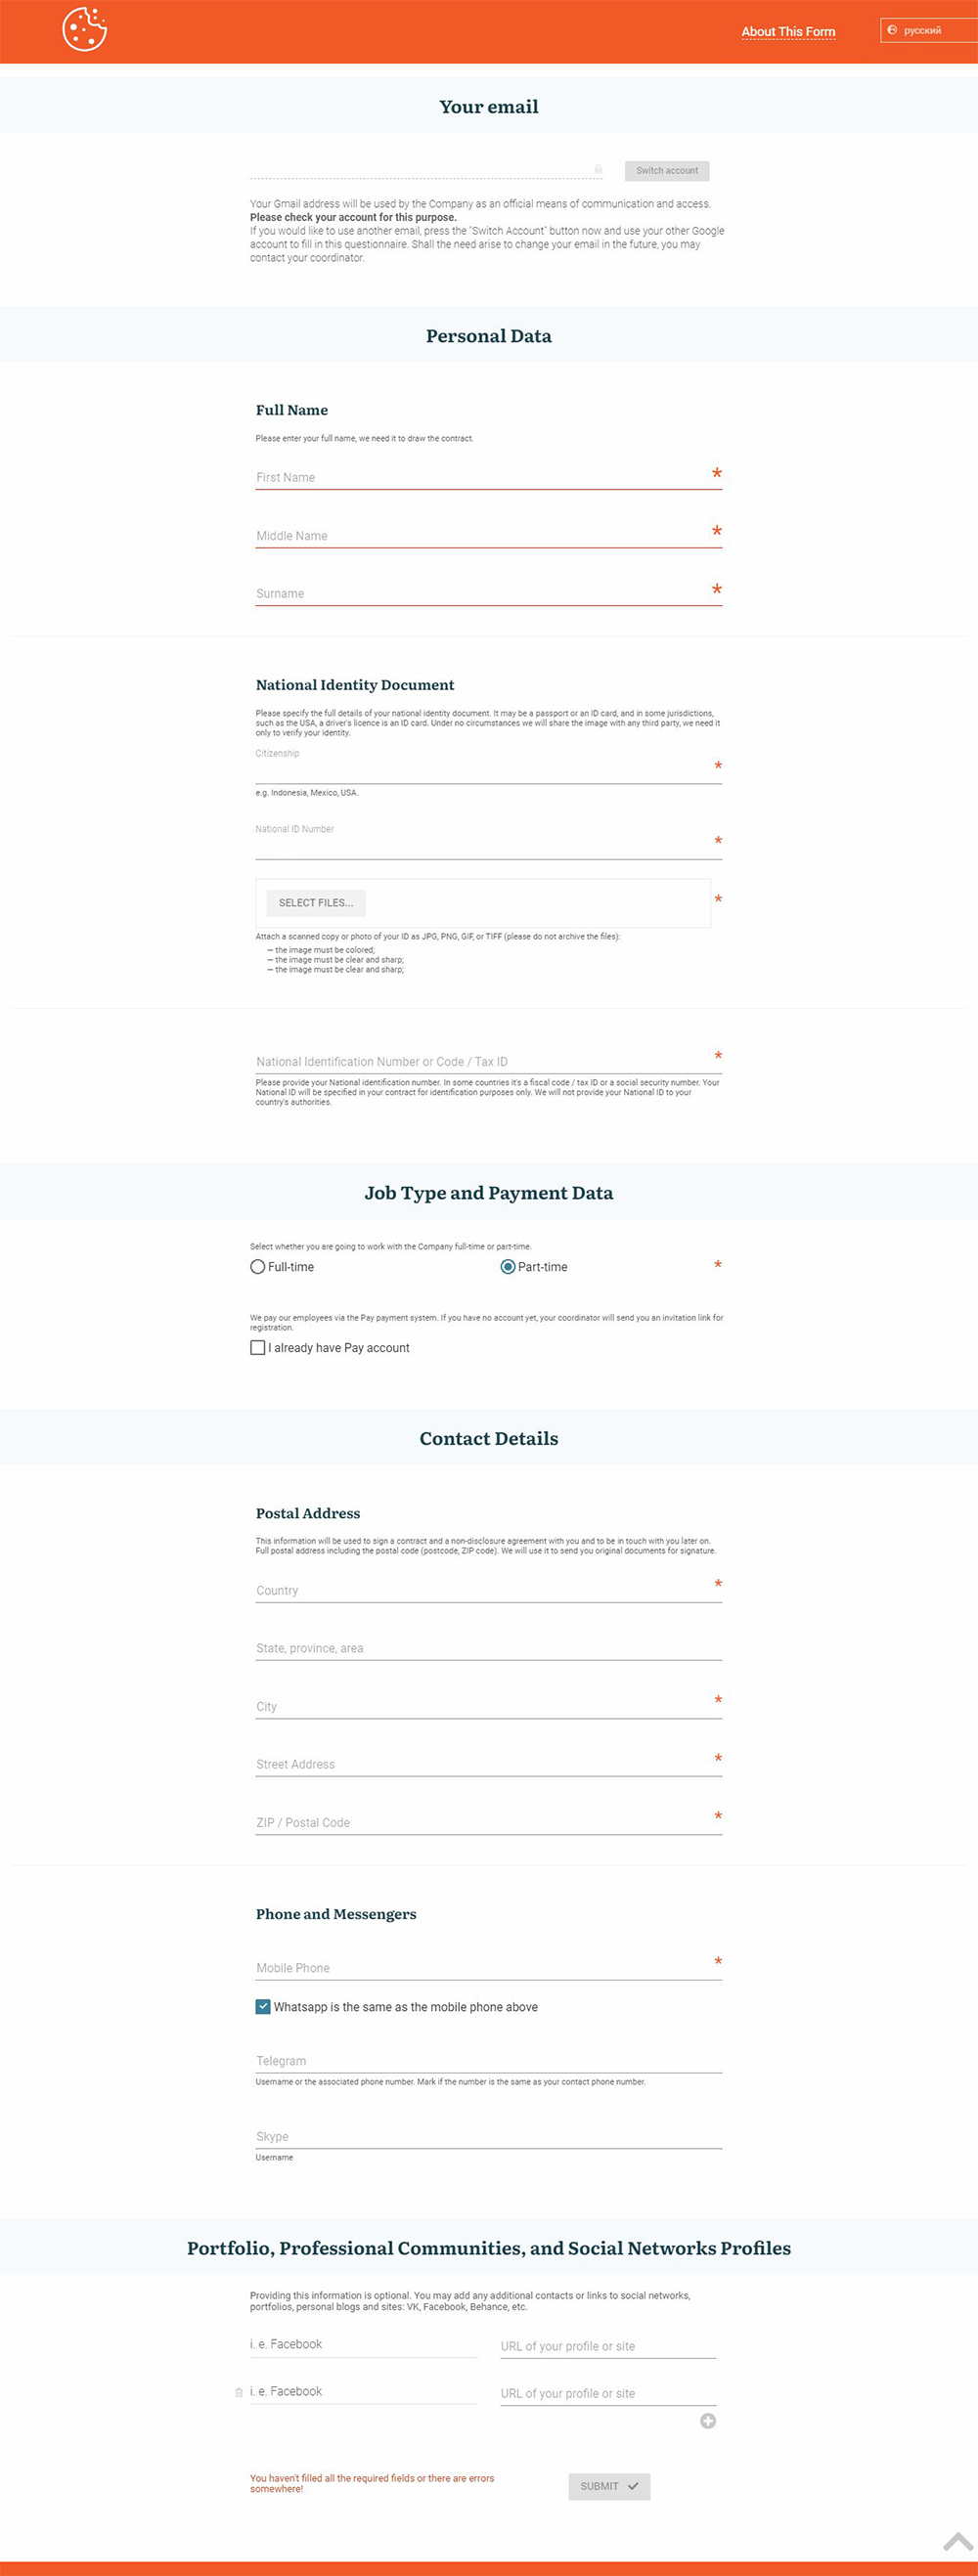 About This Form
русский
Your email
Switch account
Your Gmail address will be used by the Company as an official means of communication and access.
Please check your account for this purpose.
If you would like to use another email, press the "Switch Account" button now and use your other Google
account to fill in this questionnaire. Shall the need arise to change your email in the future, you may
contact your coordinator.
Personal Data
Full Name
Please enter your full name, we need it to draw the contract.
First Name *
Middle Name *
Surname *
National Identity Document
Please specify the full details of your national identity document. It may be a passport or an ID card, and in some jurisdictions,
such as the USA, a driver's licence is an ID card. Under no circumstances we will share the image with any third party, we need it
only to verify your identity.
Citizenship
*
e.g. Indonesia, Mexico, USA.
National ID Number
*
SELECT FILES... *
Attach a scanned copy or photo of your ID as JPG, PNG, GIF, or TIFF (please do not archive the files):
– the image must be colored;
– the image must be clear and sharp;
– the image must be clear and sharp;
National Identification Number or Code / Tax ID *
Please provide your National identification number. In some countries it's a fiscal code / tax ID or a social security number. Your
National ID will be specified in your contract for identification purposes only. We will not provide your National ID to your
country's authorities.
Job Type and Payment Data
Select whether you are going to work with the Company full-time or part-time.
Full-time Part-time *
We pay our employees via the Pay payment system. If you have no account yet, your coordinator will send you an invitation link for
registration.
I already have Pay account
Contact Details
Postal Address
This information will be used to sign a contract and a non-disclosure agreement with you and to be in touch with you later on.
Full postal address including the postal code (postcode, ZIP code). We will use it to send you original documents for signature.
Country *
State, province, area
City *
Street Address *
ZIP / Postal Code *
Phone and Messengers
Mobile Phone *
Whatsapp is the same as the mobile phone above
Telegram
Username or the associated phone number. Mark if the number is the same as your contact phone number.
Skype
Username
Portfolio, Professional Communities, and Social Networks Profiles
Providing this information is optional. You may add any additional contacts or links to social networks,
portfolios, personal blogs and sites: VK, Facebook, Behance, etc.
i. e. Facebook URL of your profile or site
i. e. Facebook URL of your profile or site
You haven't filled all the required fields or there are errors
somewhere!
SUBMIT